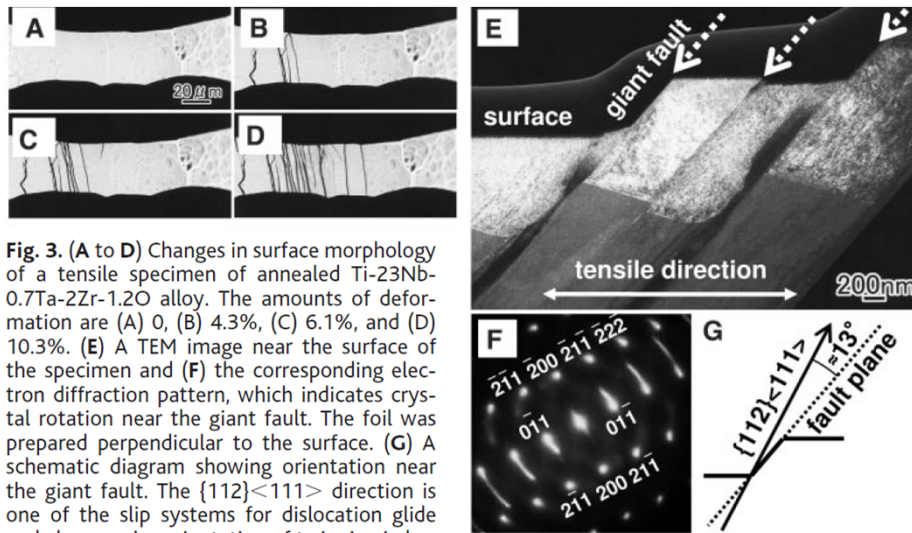 A
B
20 μm
C
D
Fig. 3. (A to D) Changes in surface morphology
of a tensile specimen of annealed Ti-23Nb-
0.7Ta-2Zr-1.2O alloy. The amounts of defor-
mation are (A) 0, (B) 4.3%, (C) 6.1%, and (D)
10.3%. (E) A TEM image near the surface of
the specimen and (F) the corresponding elec-
tron diffraction pattern, which indicates crys-
tal rotation near the giant fault. The foil was
prepared perpendicular to the surface. (G) A
schematic diagram showing orientation near
the giant fault. The {112}<111> direction is
one of the slip systems for dislocation glide
E
giant fault
surface
tensile direction
200nm
F
2̄1̄1 2̄00 2̄11̄ 2̄22̄
01̄1
011̄
21̄1 200 211̄
G
{112}<111>
≈13°
fault plane